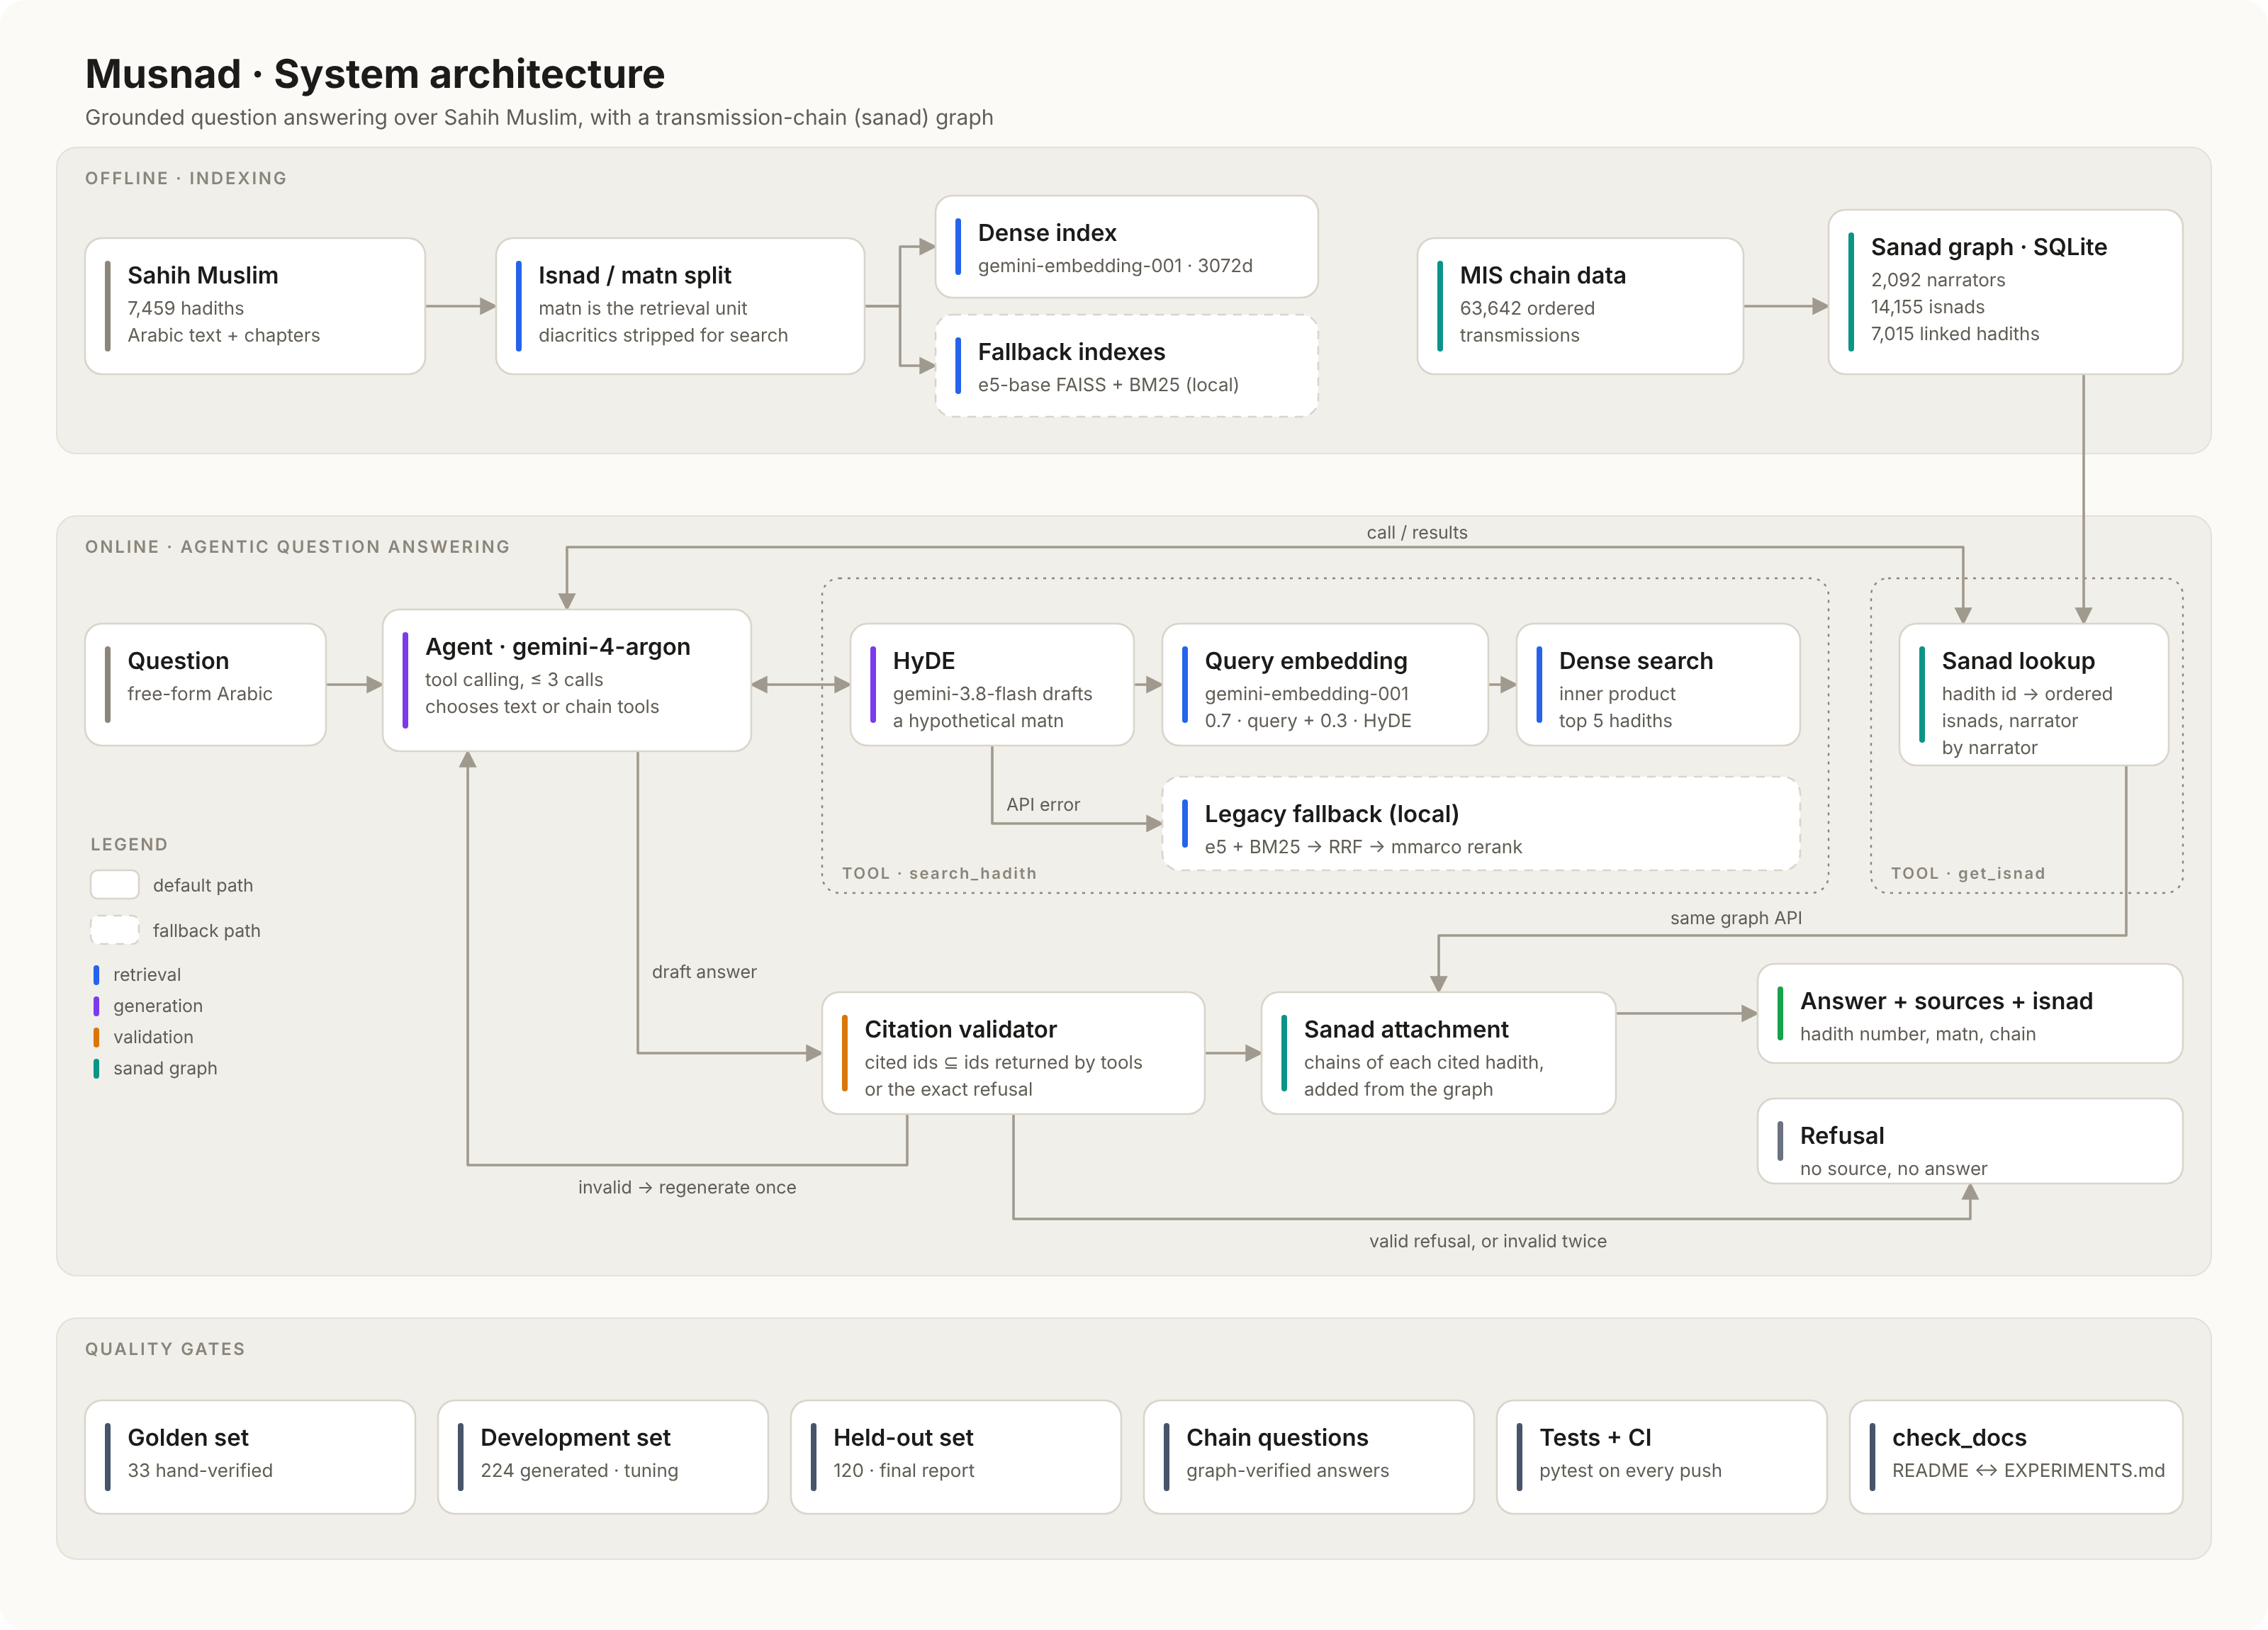 Musnad · System architecture
Grounded question answering over Sahih Muslim, with a transmission-chain (sanad) graph
OFFLINE · INDEXING
Sahih Muslim
7,459 hadiths
Arabic text + chapters
Isnad / matn split
matn is the retrieval unit
diacritics stripped for search
Dense index
gemini-embedding-001 · 3072d
Fallback indexes
e5-base FAISS + BM25 (local)
MIS chain data
63,642 ordered
transmissions
Sanad graph · SQLite
2,092 narrators
14,155 isnads
7,015 linked hadiths
ONLINE · AGENTIC QUESTION ANSWERING
call / results
Question
free-form Arabic
Agent · gemini-4-argon
tool calling, ≤ 3 calls
chooses text or chain tools
HyDE
gemini-3.8-flash drafts
a hypothetical matn
Query embedding
gemini-embedding-001
0.7 · query + 0.3 · HyDE
Dense search
inner product
top 5 hadiths
Sanad lookup
hadith id → ordered
isnads, narrator
by narrator
API error
Legacy fallback (local)
e5 + BM25 → RRF → mmarco rerank
TOOL · search_hadith
TOOL · get_isnad
LEGEND
default path
fallback path
retrieval
generation
validation
sanad graph
same graph API
draft answer
Citation validator
cited ids ⊆ ids returned by tools
or the exact refusal
Sanad attachment
chains of each cited hadith,
added from the graph
Answer + sources + isnad
hadith number, matn, chain
Refusal
no source, no answer
invalid → regenerate once
valid refusal, or invalid twice
QUALITY GATES
Golden set
33 hand-verified
Development set
224 generated · tuning
Held-out set
120 · final report
Chain questions
graph-verified answers
Tests + CI
pytest on every push
check_docs
README ↔ EXPERIMENTS.md